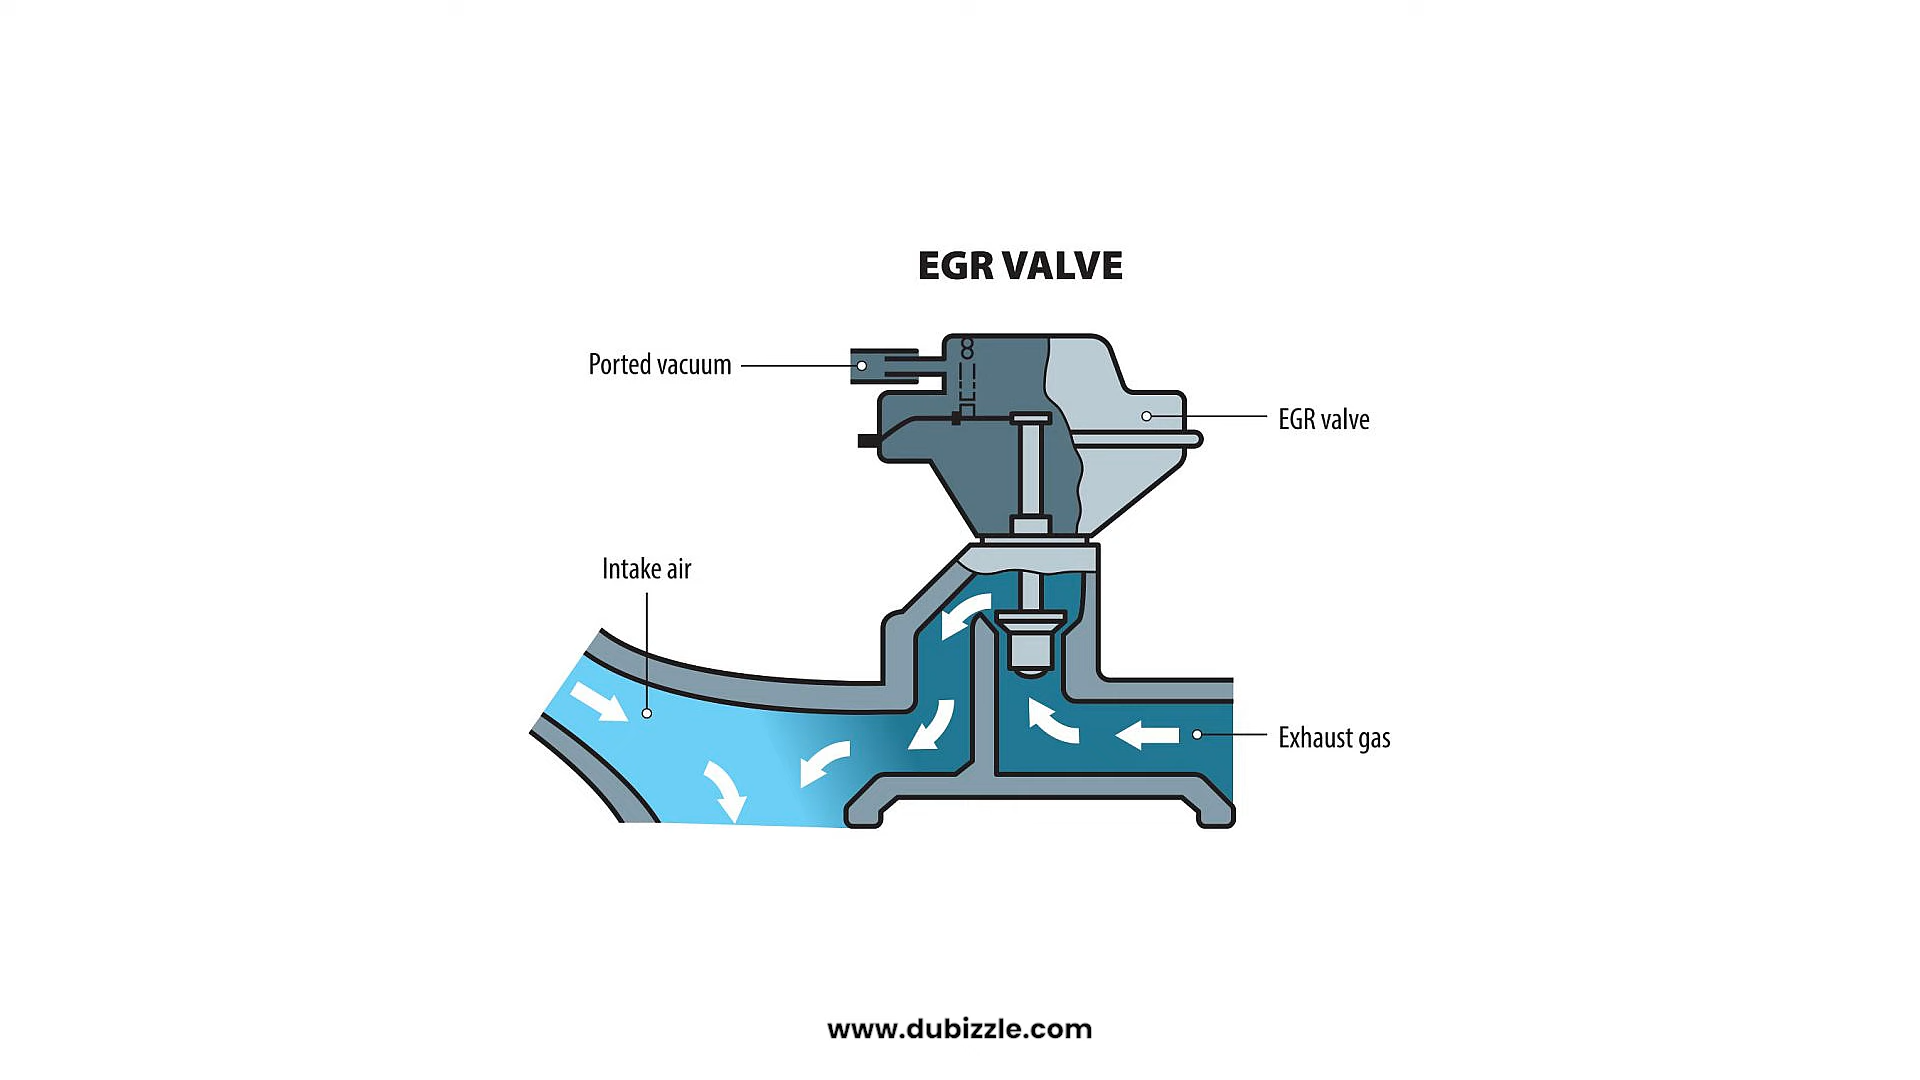 EGR VALVE
Ported vacuum
EGR valve
Intake air
Exhaust gas
www.dubizzle.com